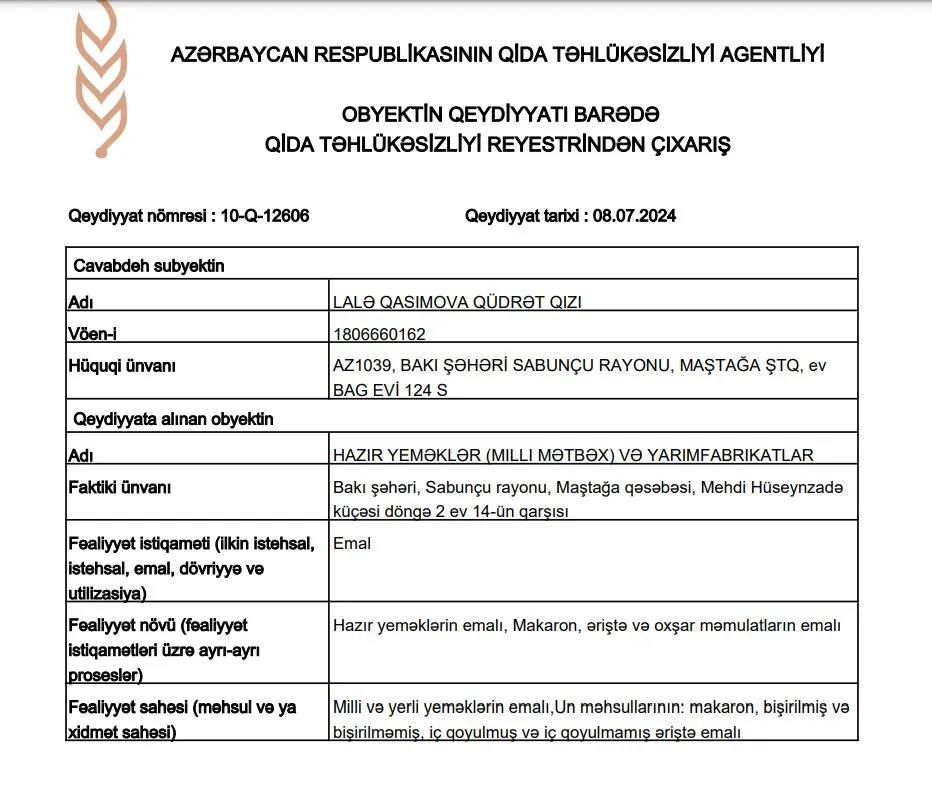 AZƏRBAYCAN RESPUBLİKASININ QİDA TƏHLÜKƏSİZLİYİ AGENTLİYİ
OBYEKTİN QEYDİYYATI BARƏDƏ
QİDA TƏHLÜKƏSİZLİYİ REYESTRİNDƏN ÇIXARIŞ
Qeydiyyat nömrəsi : 10-Q-12606 Qeydiyyat tarixi : 08.07.2024
Cavabdeh subyektin
Adı LALƏ QASIMOVA QÜDRƏT QIZI
Vöen-i 1806660162
Hüquqi ünvanı AZ1039, BAKI ŞƏHƏRİ SABUNÇU RAYONU, MAŞTAĞA ŞTQ, ev
BAG EVİ 124 S
Qeydiyyata alınan obyektin
Adı HAZIR YEMƏKLƏR (MILLI MƏTBƏX) VƏ YARIMFABRIKATLAR
Faktiki ünvanı Bakı şəhəri, Sabunçu rayonu, Maştağa qəsəbəsi, Mehdi Hüseynzadə
küçəsi döngə 2 ev 14-ün qarşısı
Fəaliyyət istiqaməti (ilkin istehsal, Emal
istehsal, emal, dövriyyə və
utilizasiya)
Fəaliyyət növü (fəaliyyət Hazır yeməklərin emalı, Makaron, əriştə və oxşar məmulatların emalı
istiqamətləri üzrə ayrı-ayrı
proseslər)
Fəaliyyət sahəsi (məhsul və ya Milli və yerli yeməklərin emalı,Un məhsullarının: makaron, bişirilmiş və
xidmət sahəsi) bişirilməmiş, iç qoyulmuş və iç qoyulmamış əriştə emalı